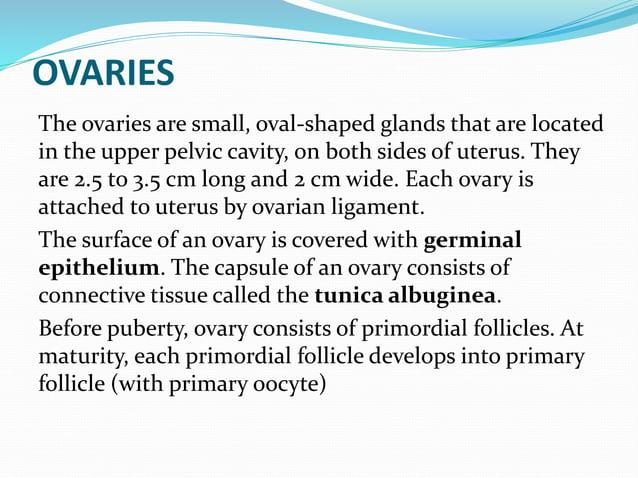 OVARIES
The ovaries are small, oval-shaped glands that are located
in the upper pelvic cavity, on both sides of uterus. They
are 2.5 to 3.5 cm long and 2 cm wide. Each ovary is
attached to uterus by ovarian ligament.
The surface of an ovary is covered with germinal
epithelium. The capsule of an ovary consists of
connective tissue called the tunica albuginea.
Before puberty, ovary consists of primordial follicles. At
maturity, each primordial follicle develops into primary
follicle (with primary oocyte)